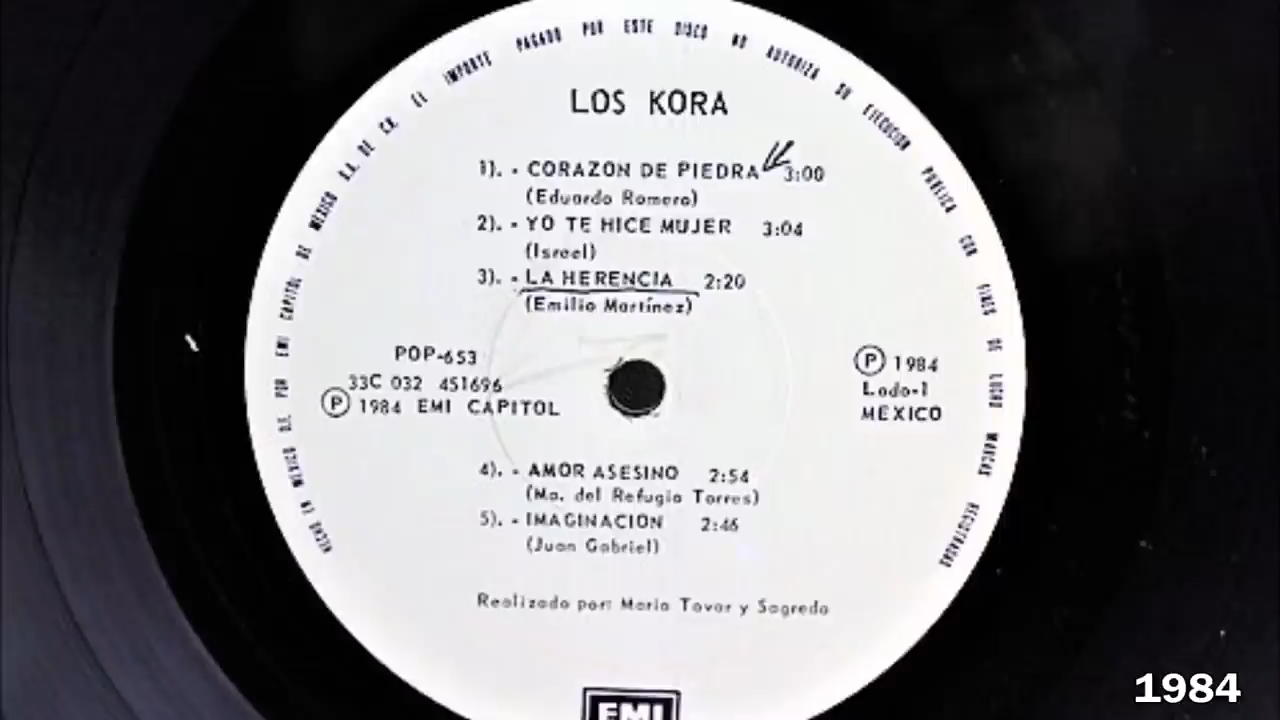 HECHO EN MEXICO D.F. POR EMI CAPITOL DE MEXICO S.A. DE C.V. EL IMPORTE PAGADO POR ESTE DISCO NO AUTORIZA SU EJECUCION PUBLICA CON FINES DE LUCRO MARCAS REGISTRADAS
LOS KORA
1). - CORAZON DE PIEDRA 3:00
(Eduardo Romero)
2). - YO TE HICE MUJER 3:04
(Israel)
3). - LA HERENCIA 2:20
(Emilio Martínez)
POP-653
33C 032 451696
Ⓟ 1984 EMI CAPITOL
Ⓟ 1984
Lado-1
MEXICO
4). - AMOR ASESINO 2:54
(Ma. del Refugio Torres)
5). - IMAGINACION 2:46
(Juan Gabriel)
Realizado por: Mario Tovar y Sagredo
EMI
1984